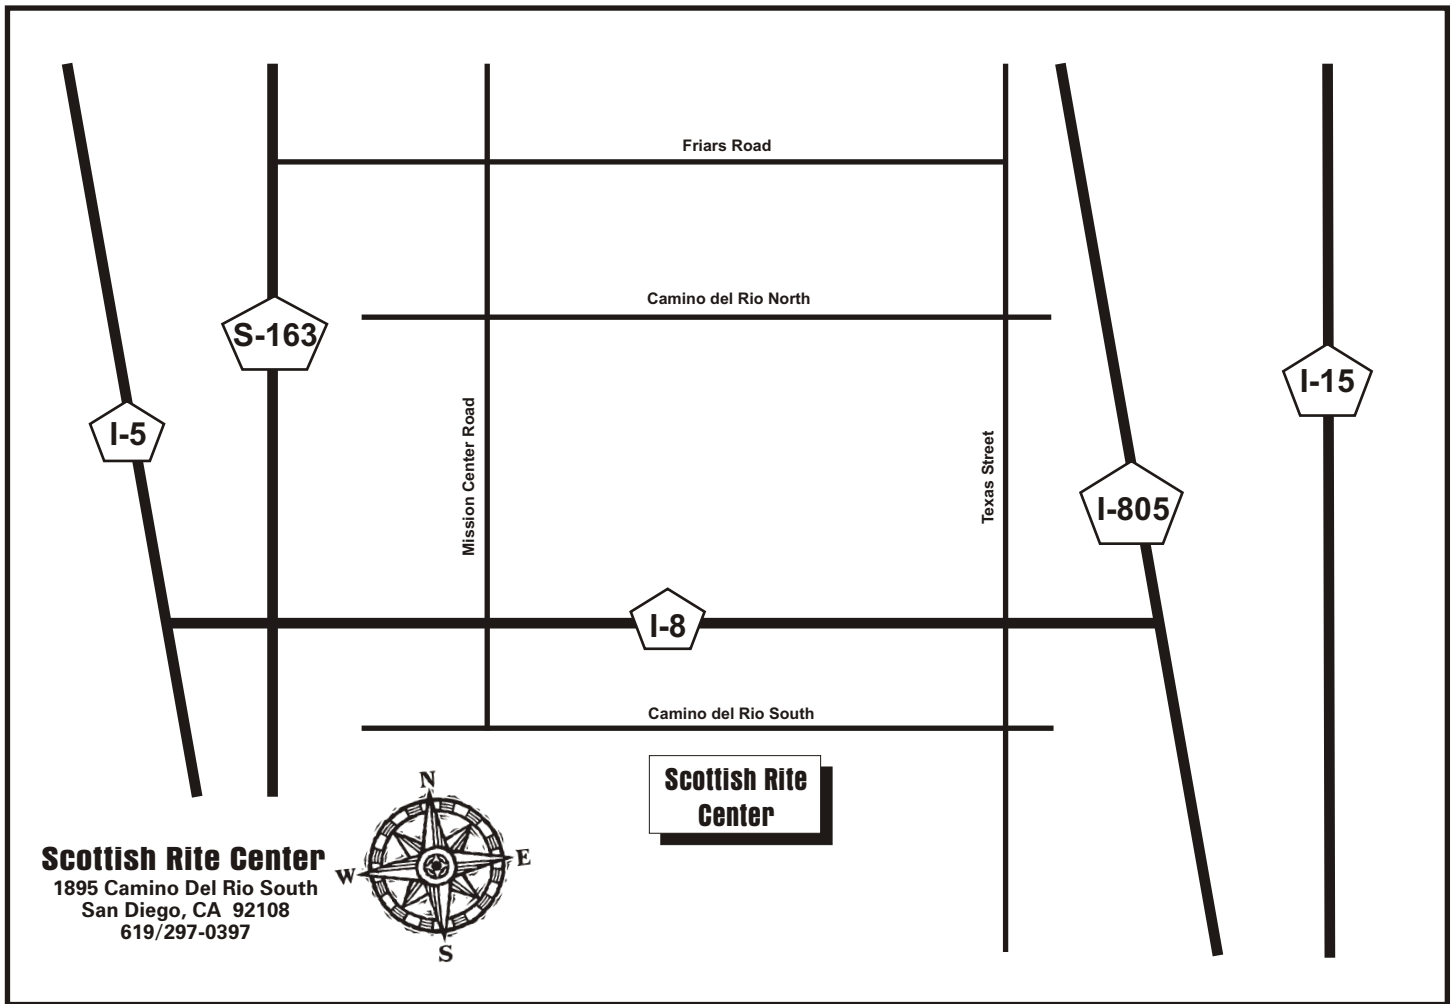 Friars Road
Camino del Rio North
S-163
I-15
I-5
Mission Center Road
Texas Street
I-805
I-8
Camino del Rio South
Scottish Rite
Center
N
W
E
S
Scottish Rite Center
1895 Camino Del Rio South
San Diego, CA 92108
619/297-0397